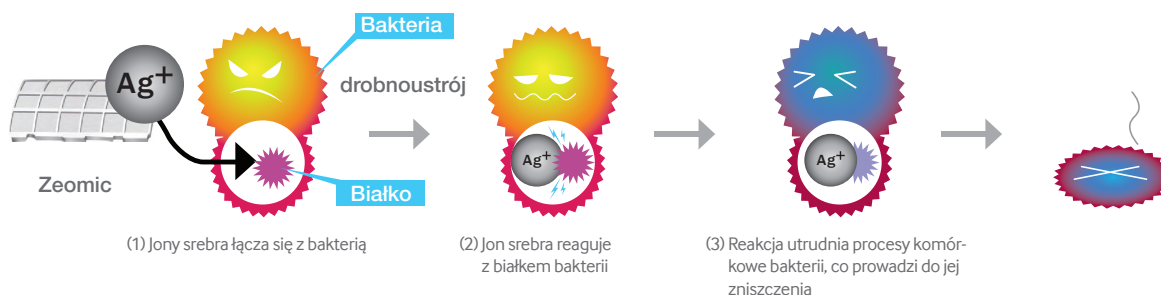 Bakteria
Ag+
drobnoustrój
Ag+
Ag+
Zeomic
Białko
(1) Jony srebra łącza się z bakterią
(2) Jon srebra reaguje
z białkem bakterii
(3) Reakcja utrudnia procesy komór-
kowe bakterii, co prowadzi do jej
zniszczenia